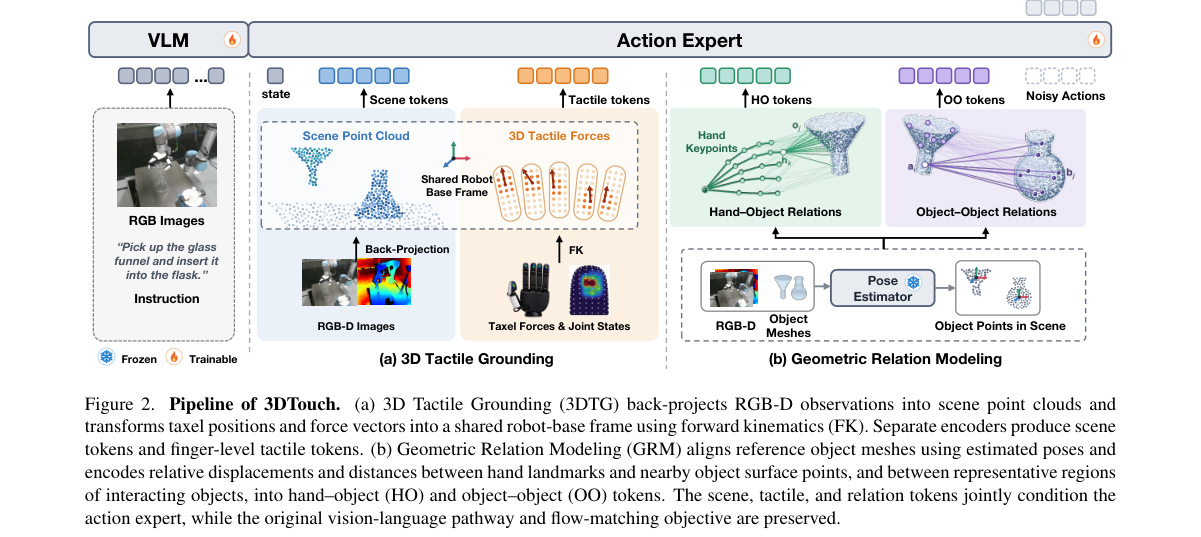 VLM
Action Expert
...
state
Scene tokens
Tactile tokens
HO tokens
OO tokens
Noisy Actions
RGB Images
“Pick up the glass
funnel and insert it
into the flask.”
Instruction
Frozen
Trainable
Scene Point Cloud
3D Tactile Forces
Shared Robot
Base Frame
Back-Projection
FK
RGB-D Images
Taxel Forces & Joint States
(a) 3D Tactile Grounding
Hand
Keypoints
o_j
h_i
Hand–Object Relations
a_i
b_j
Object–Object Relations
RGB-D
Object
Meshes
Pose
Estimator
Object Points in Scene
(b) Geometric Relation Modeling
Figure 2. Pipeline of 3DTouch. (a) 3D Tactile Grounding (3DTG) back-projects RGB-D observations into scene point clouds and
transforms taxel positions and force vectors into a shared robot-base frame using forward kinematics (FK). Separate encoders produce scene
tokens and finger-level tactile tokens. (b) Geometric Relation Modeling (GRM) aligns reference object meshes using estimated poses and
encodes relative displacements and distances between hand landmarks and nearby object surface points, and between representative regions
of interacting objects, into hand–object (HO) and object–object (OO) tokens. The scene, tactile, and relation tokens jointly condition the
action expert, while the original vision-language pathway and flow-matching objective are preserved.